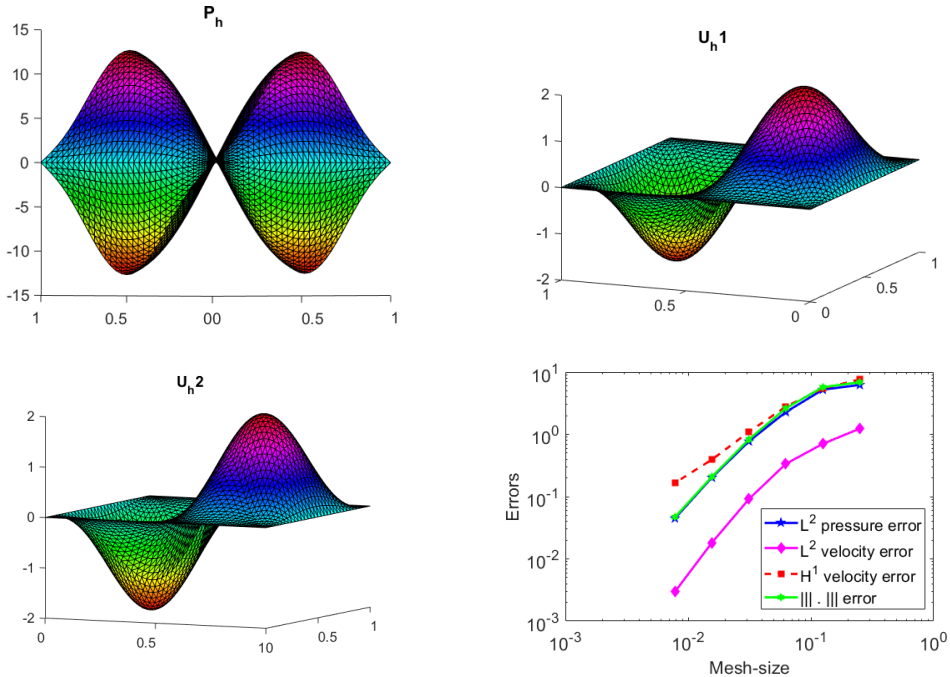 P_h
15
10
5
0
-5
-10
-15
1 0.5 00 0.5 1
U_h1
2
1
0
-1
-2
1 0.5 0
0 0.5 1
U_h2
2
1
0
-1
-2
0 0.5 10
0.5 1
10^1
10^0
10^-1
10^-2
10^-3
Errors
10^-3 10^-2 10^-1 10^0
Mesh-size
L^2 pressure error
L^2 velocity error
H^1 velocity error
||| . ||| error